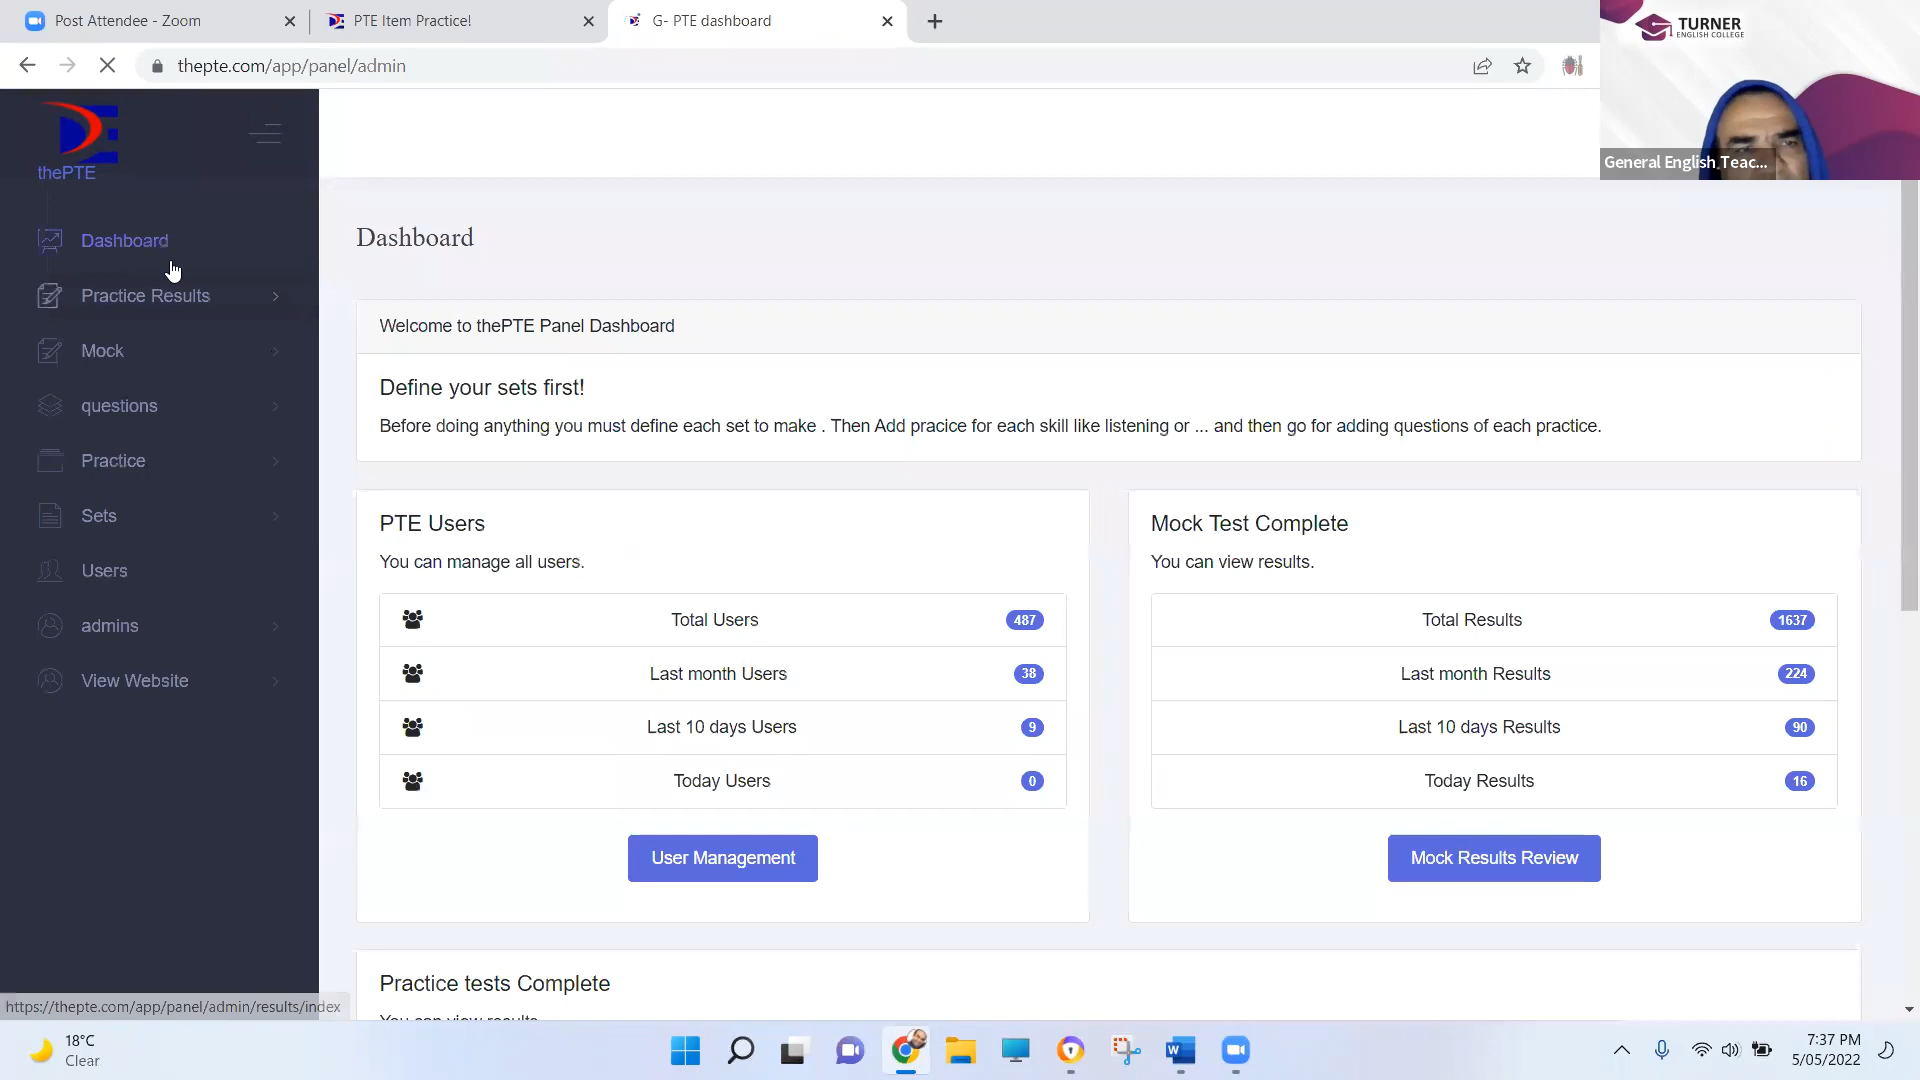 Post Attendee - Zoom
PTE Item Practice!
G- PTE dashboard
thepte.com/app/panel/admin
TURNER
ENGLISH COLLEGE
General English Teac...
thePTE
Dashboard
Practice Results
Mock
questions
Practice
Sets
Users
admins
View Website
Dashboard
Welcome to thePTE Panel Dashboard
Define your sets first!
Before doing anything you must define each set to make . Then Add pracice for each skill like listening or ... and then go for adding questions of each practice.
PTE Users
You can manage all users.
Total Users 487
Last month Users 38
Last 10 days Users 9
Today Users 0
User Management
Mock Test Complete
You can view results.
Total Results 1637
Last month Results 224
Last 10 days Results 90
Today Results 16
Mock Results Review
Practice tests Complete
You can view results.
https://thepte.com/app/panel/admin/results/index
18°C
Clear
7:37 PM
5/05/2022